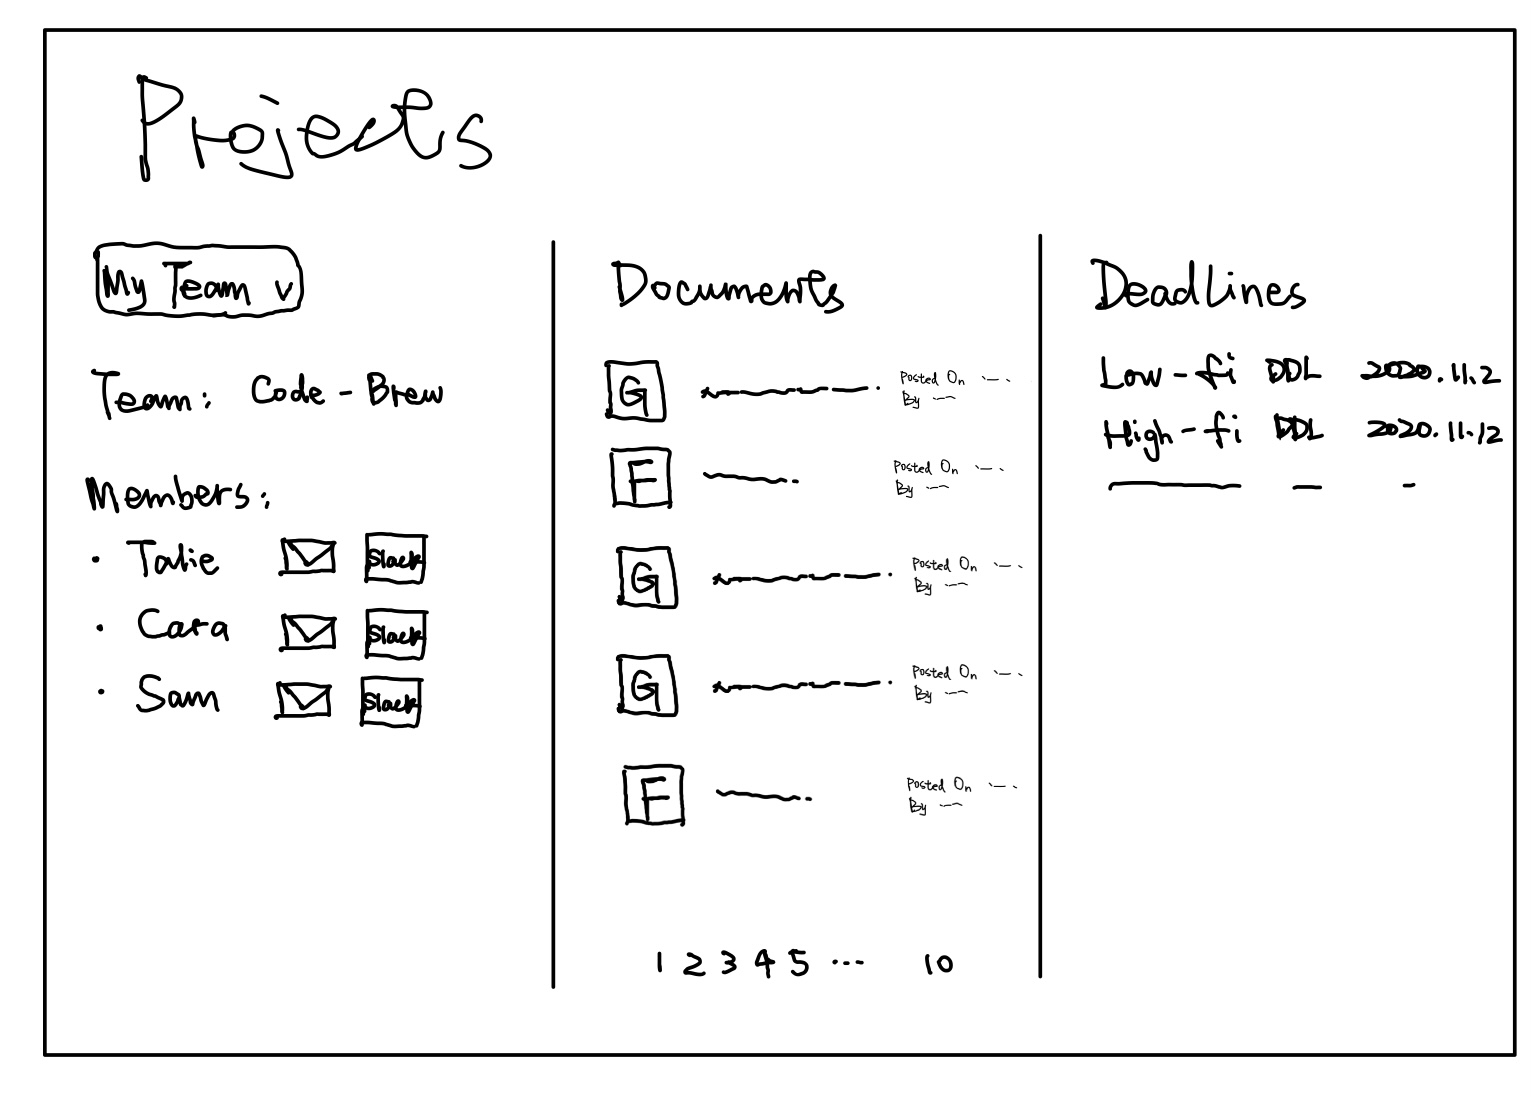 Projects
My Team v
Team: Code-Brew
Members:
· Talie Slack
· Cara Slack
· Sam Slack
Documents
G Posted On
By
F Posted On
By
G Posted On
By
G Posted On
By
F Posted On
By
1 2 3 4 5 ... 10
Deadlines
Low-fi DDL 2020.11.2
High-fi DDL 2020.11.12